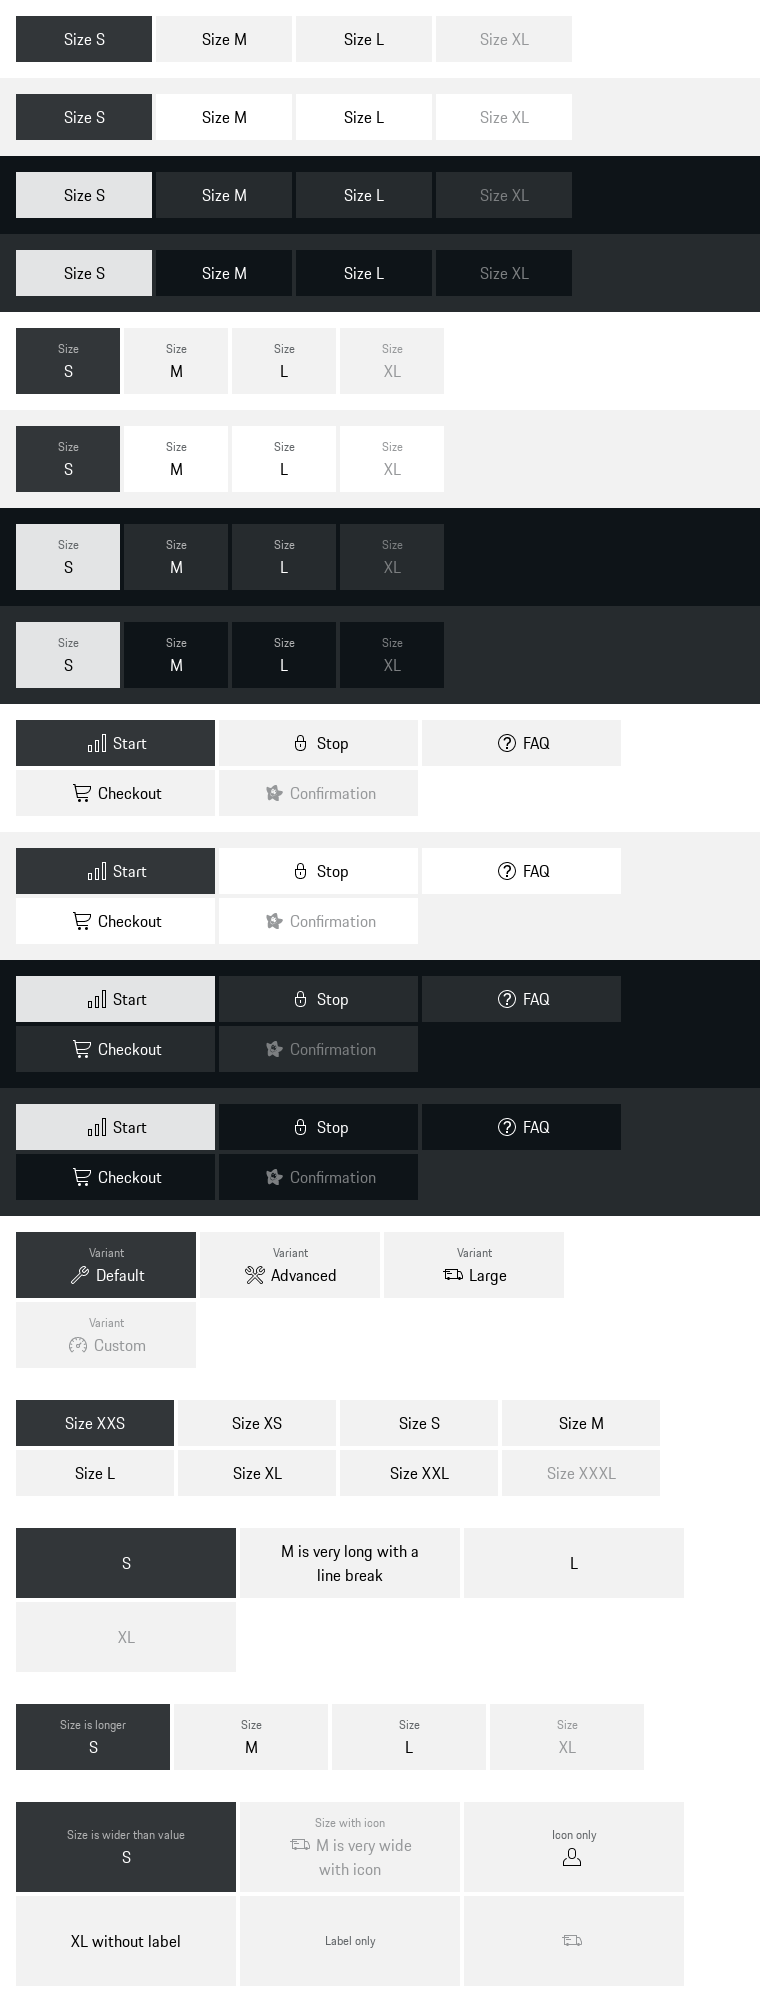 Size S Size M Size L Size XL
Size S Size M Size L Size XL
Size S Size M Size L Size XL
Size S Size M Size L Size XL
Size Size Size Size
S M L XL
Size Size Size Size
S M L XL
Size Size Size Size
S M L XL
Size Size Size Size
S M L XL
Start Stop FAQ
Checkout Confirmation
Start Stop FAQ
Checkout Confirmation
Start Stop FAQ
Checkout Confirmation
Start Stop FAQ
Checkout Confirmation
Variant Variant Variant
Default Advanced Large
Variant
Custom
Size XXS Size XS Size S Size M
Size L Size XL Size XXL Size XXXL
S M is very long with a L
line break
XL
Size is longer Size Size Size
S M L XL
Size is wider than value Size with icon Icon only
S M is very wide
with icon
XL without label Label only